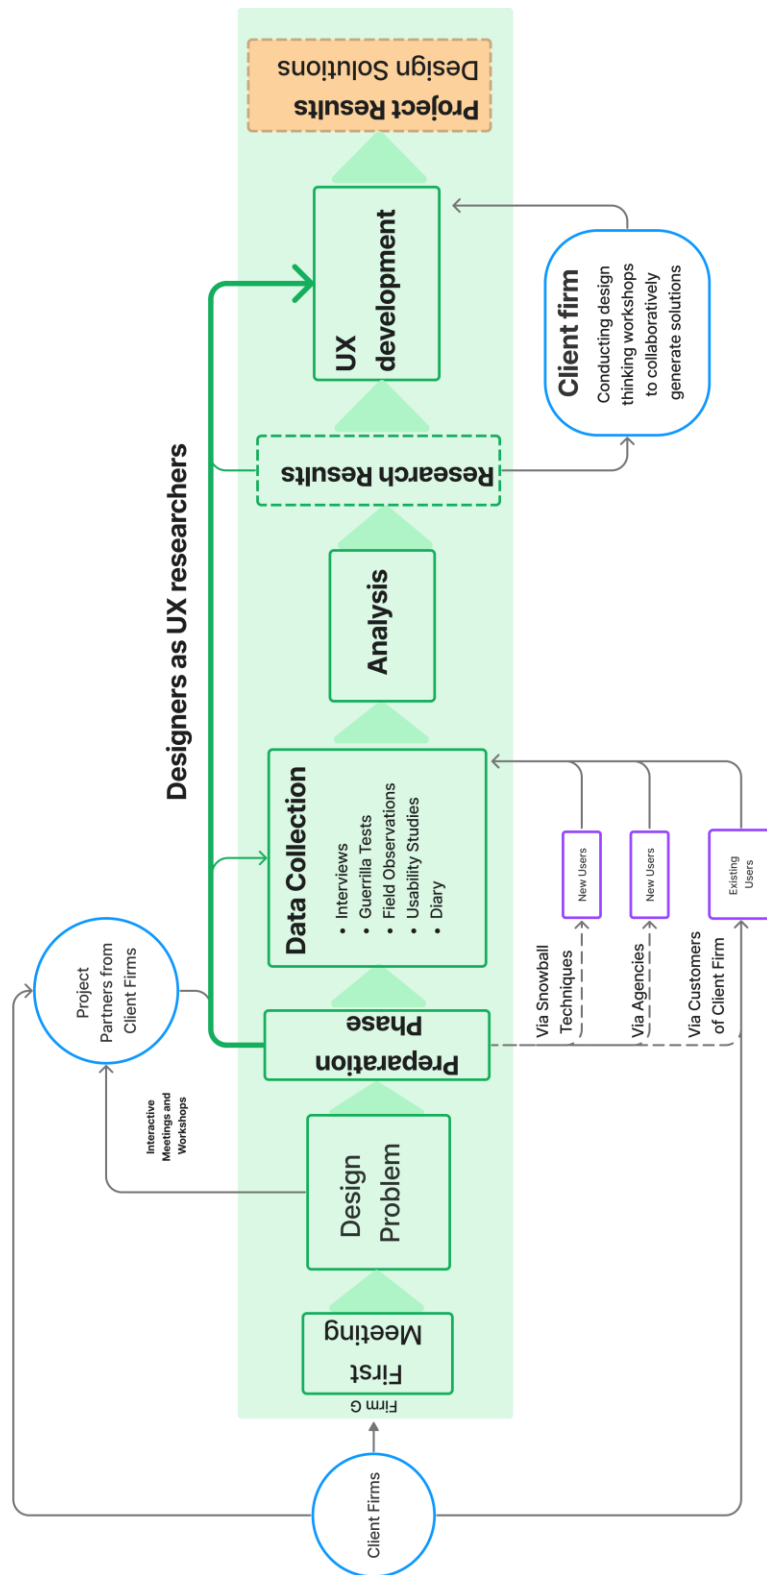 Designers as UX researchers
Client Firms
Firm G
First
Meeting
Design
Problem
Interactive
Meetings and
Workshops
Project
Partners from
Client Firms
Preparation
Phase
Data Collection
• Interviews
• Guerrilla Tests
• Field Observations
• Usability Studies
• Diary
Via Snowball
Techniques
New Users
Via Agencies
New Users
Via Customers
of Client Firm
Existing
Users
Analysis
Research Results
Client firm
Conducting design
thinking workshops
to collaboratively
generate solutions
UX
development
Project Results
Design Solutions